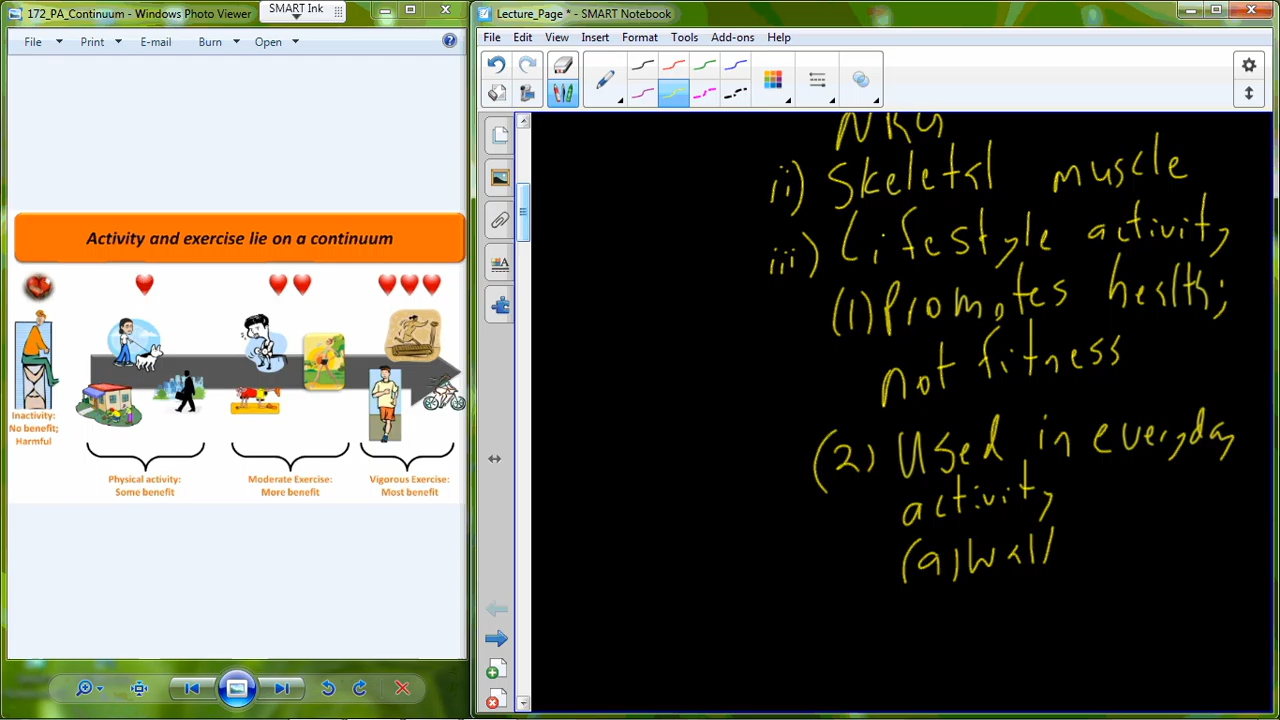 172_PA_Continuum - Windows Photo Viewer
SMART Ink
File Print E-mail Burn Open
Activity and exercise lie on a continuum
Inactivity:
No benefit;
Harmful
Physical activity:
Some benefit
Moderate Exercise:
More benefit
Vigorous Exercise:
Most benefit
Lecture_Page * - SMART Notebook
File Edit View Insert Format Tools Add-ons Help
NRG
ii) Skeletal muscle
iii) Lifestyle activity
(1) Promotes health;
not fitness
(2) Used in everyday
activity
(a) Wal